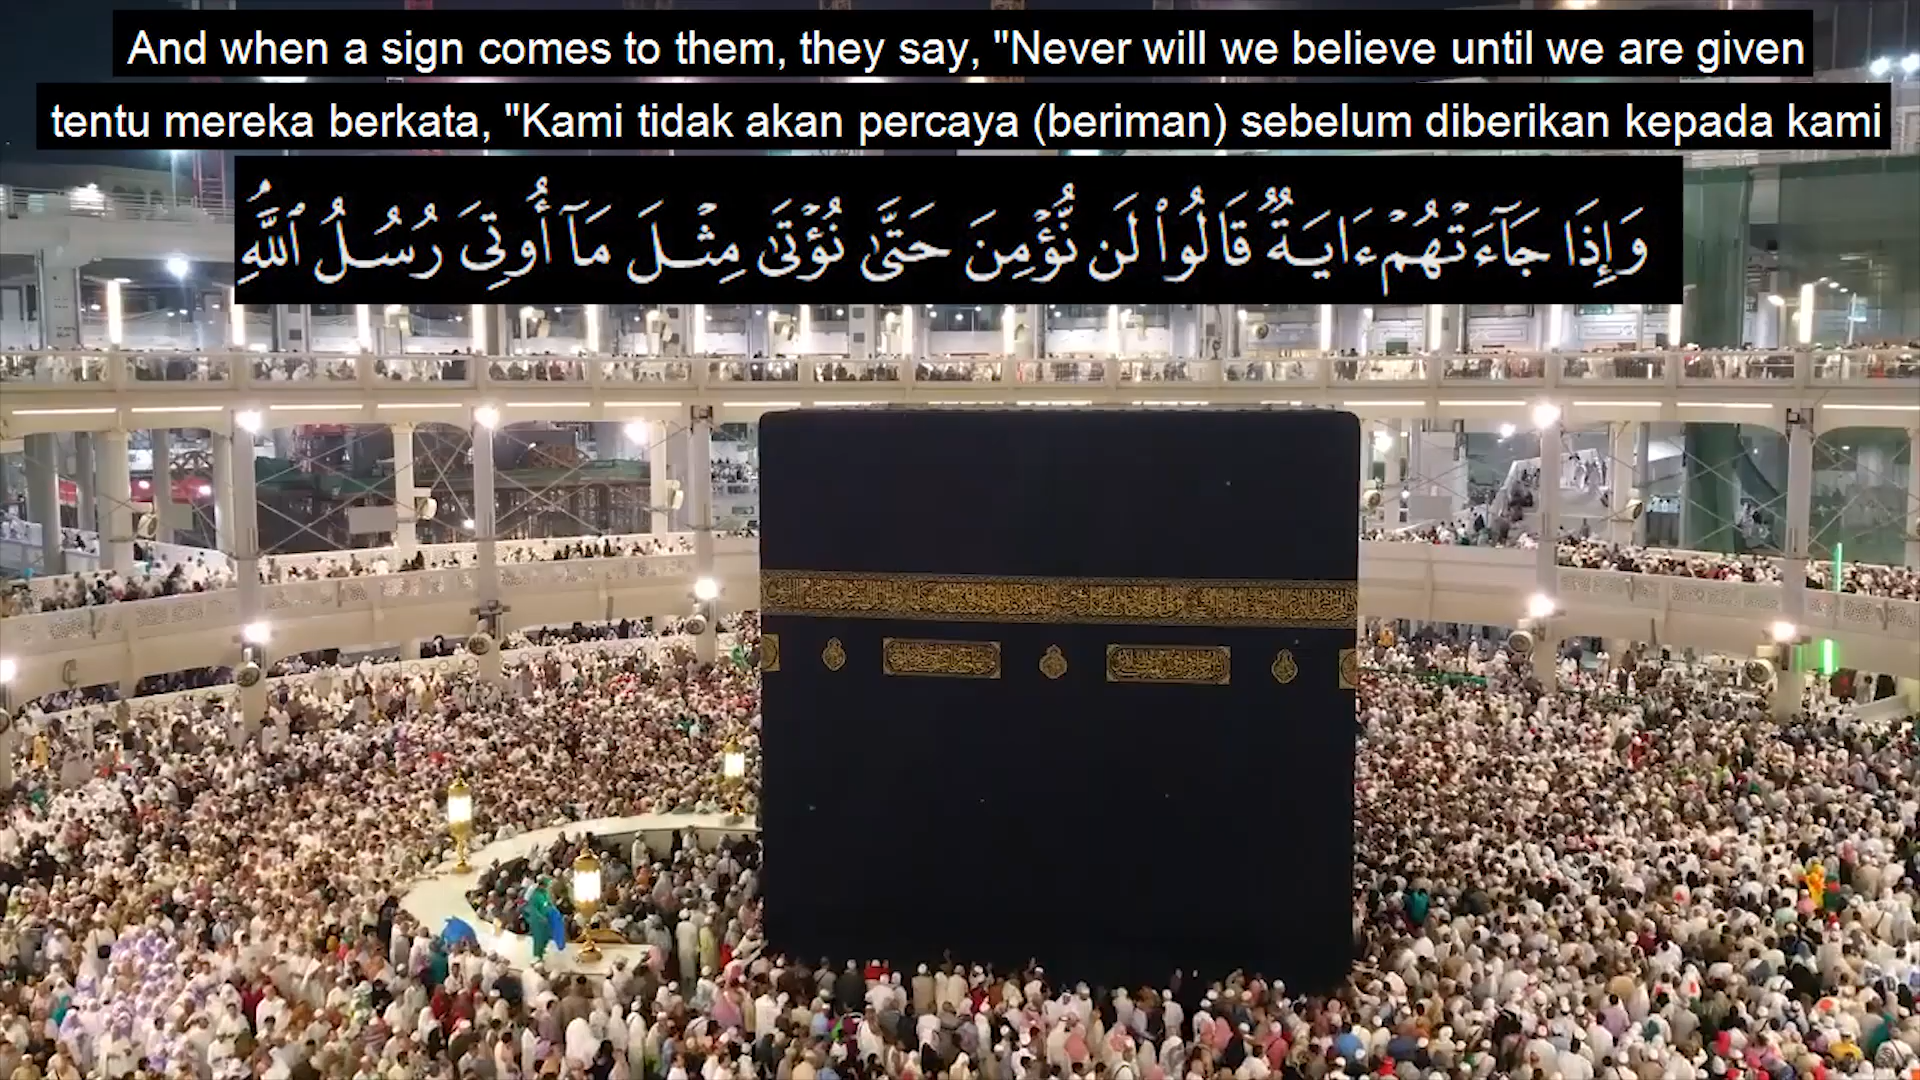 And when a sign comes to them, they say, "Never will we believe until we are given
tentu mereka berkata, "Kami tidak akan percaya (beriman) sebelum diberikan kepada kami
وَإِذَا جَآءَتْهُمْ ءَايَةٌ قَالُوا۟ لَن نُّؤْمِنَ حَتَّىٰ نُؤْتَىٰ مِثْلَ مَآ أُوتِىَ رُسُلُ ٱللَّهِ ۘ